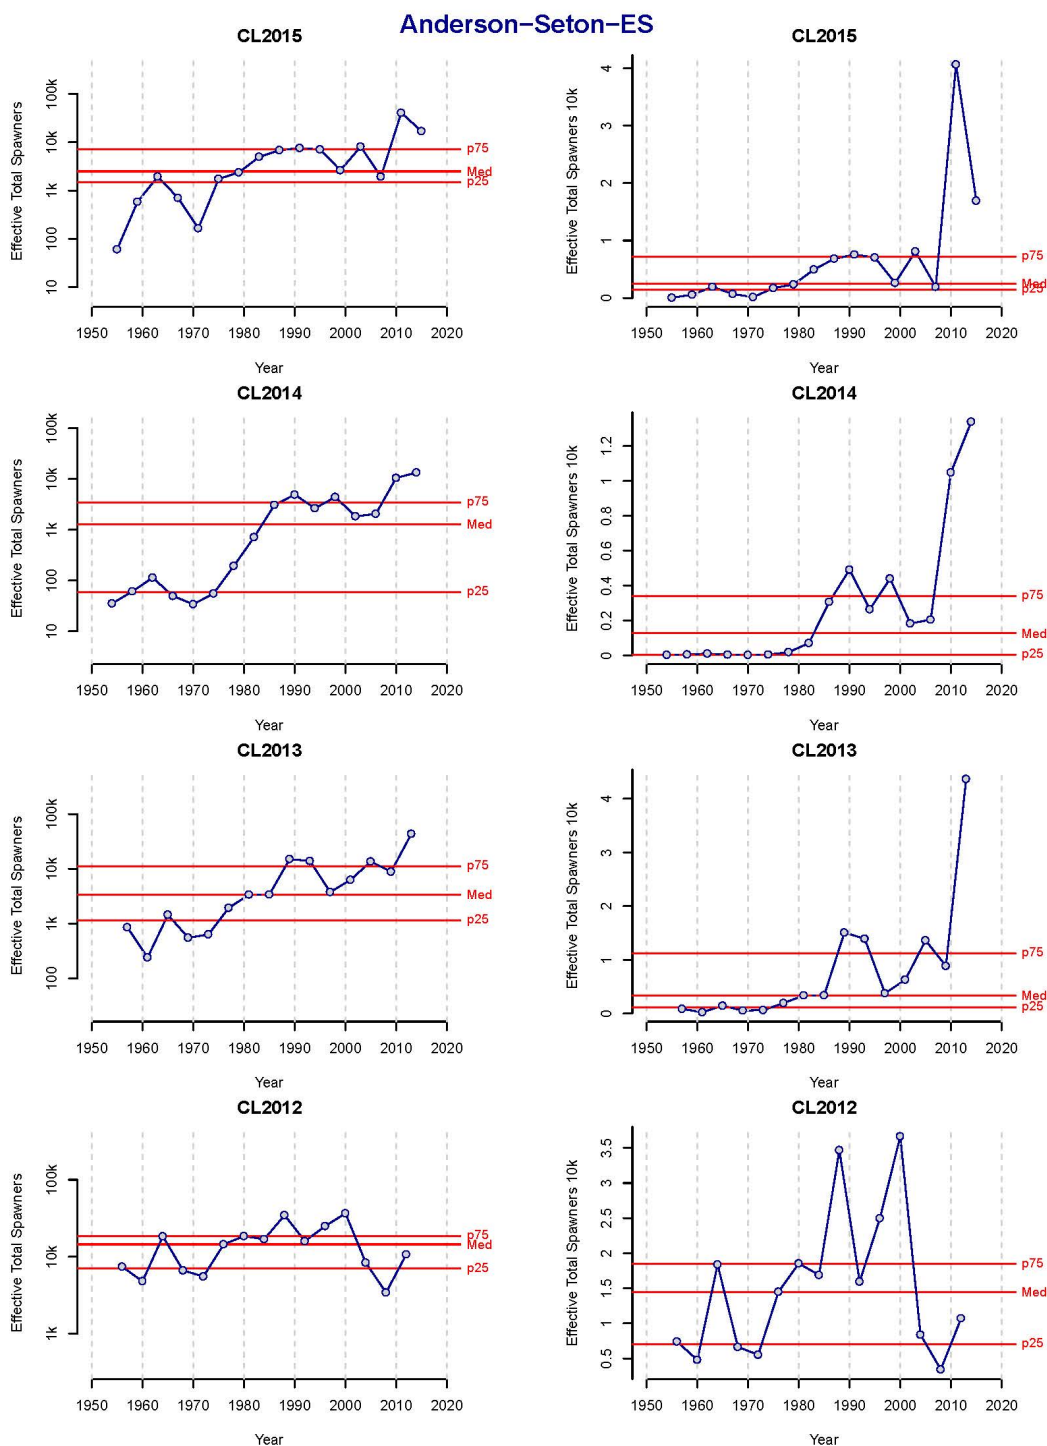 Anderson−Seton−ES
CL2015
Effective Total Spawners
100k
10k
1k
100
10
p75
Med
p25
1950 1960 1970 1980 1990 2000 2010 2020
Year
CL2015
Effective Total Spawners 10k
4
3
2
1
0
p75
Med
p25
1950 1960 1970 1980 1990 2000 2010 2020
Year
CL2014
Effective Total Spawners
100k
10k
1k
100
10
p75
Med
p25
1950 1960 1970 1980 1990 2000 2010 2020
Year
CL2014
Effective Total Spawners 10k
1.2
1
0.8
0.6
0.4
0.2
0
p75
Med
p25
1950 1960 1970 1980 1990 2000 2010 2020
Year
CL2013
Effective Total Spawners
100k
10k
1k
100
p75
Med
p25
1950 1960 1970 1980 1990 2000 2010 2020
Year
CL2013
Effective Total Spawners 10k
4
3
2
1
0
p75
Med
p25
1950 1960 1970 1980 1990 2000 2010 2020
Year
CL2012
Effective Total Spawners
100k
10k
1k
p75
Med
p25
1950 1960 1970 1980 1990 2000 2010 2020
Year
CL2012
Effective Total Spawners 10k
3.5
3
2.5
2
1.5
1
0.5
p75
Med
p25
1950 1960 1970 1980 1990 2000 2010 2020
Year